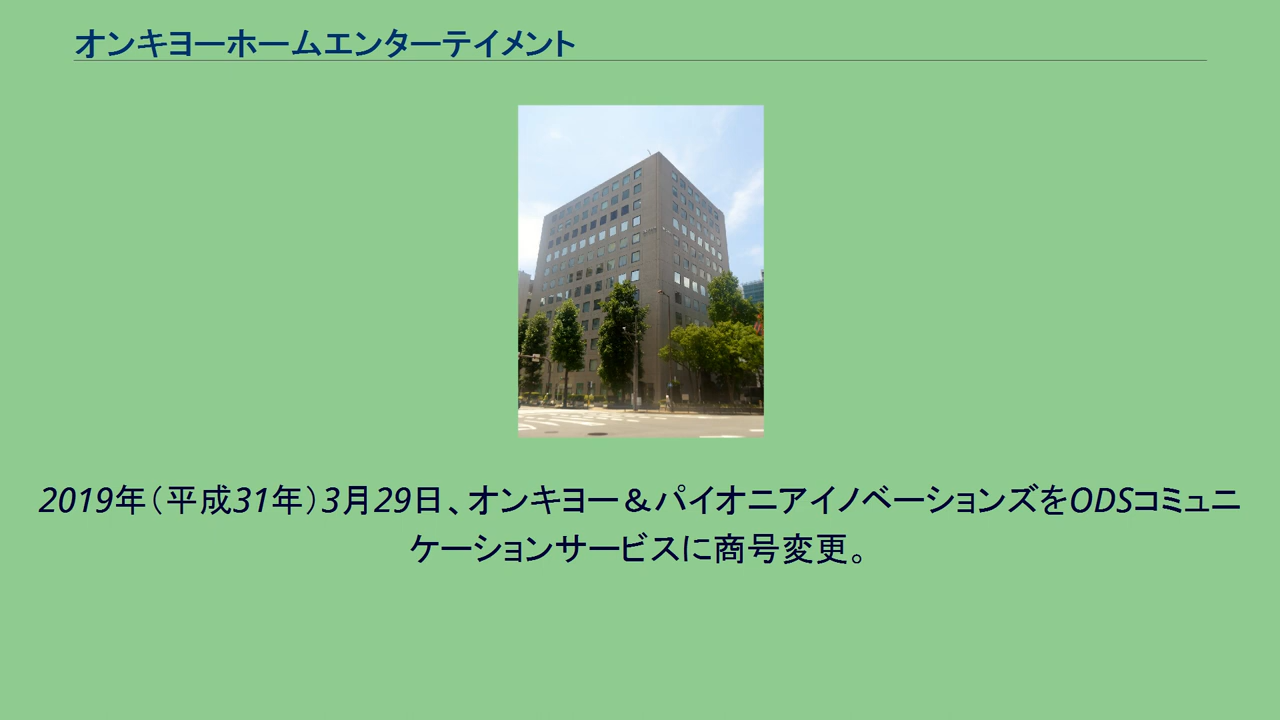 オンキヨーホームエンターテイメント
2019年（平成31年）3月29日、オンキヨー＆パイオニアイノベーションズをODSコミュニ
ケーションサービスに商号変更。